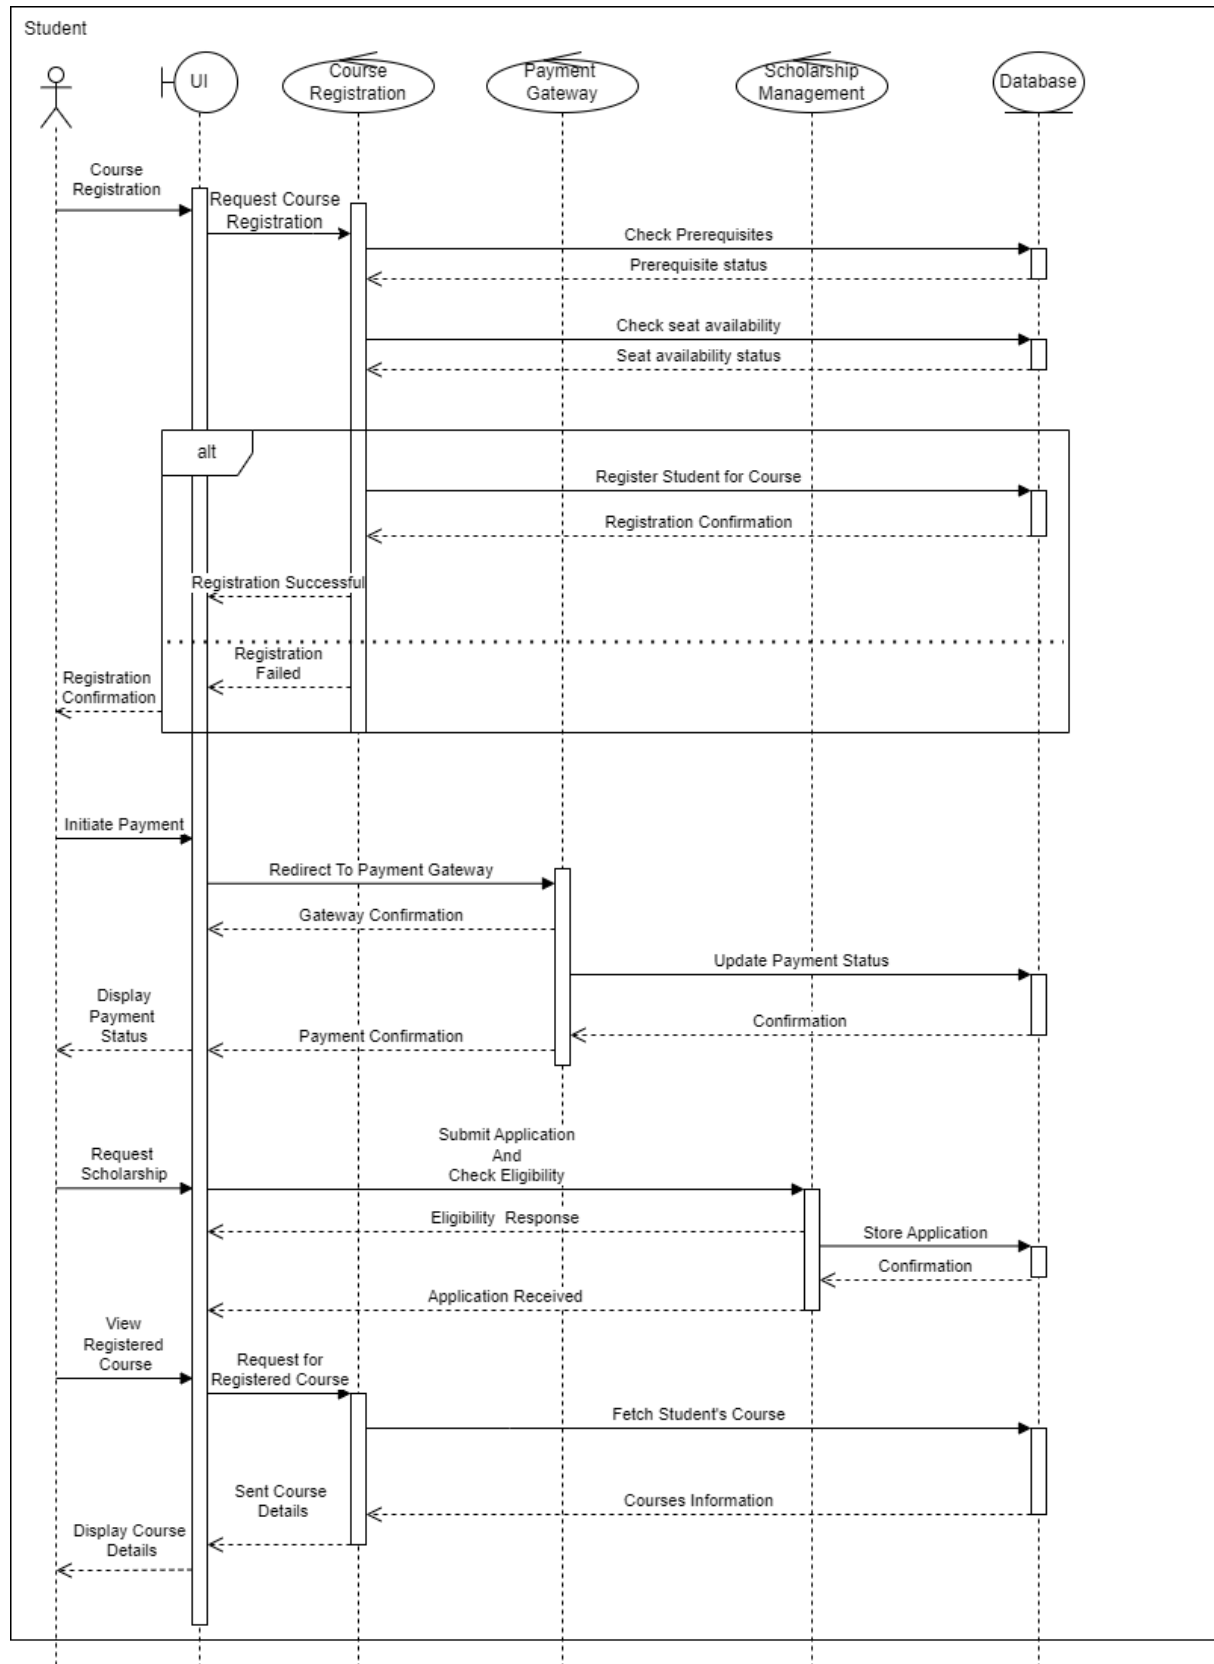 Student
UI
Course
Registration
Payment
Gateway
Scholarship
Management
Database
Course
Registration
Request Course
Registration
Check Prerequisites
Prerequisite status
Check seat availability
Seat availability status
alt
Register Student for Course
Registration Confirmation
Registration Successful
Registration
Failed
Registration
Confirmation
Initiate Payment
Redirect To Payment Gateway
Gateway Confirmation
Update Payment Status
Display
Payment
Status
Confirmation
Payment Confirmation
Submit Application
And
Check Eligibility
Request
Scholarship
Eligibility Response
Store Application
Confirmation
Application Received
View
Registered
Course
Request for
Registered Course
Fetch Student's Course
Sent Course
Details
Courses Information
Display Course
Details